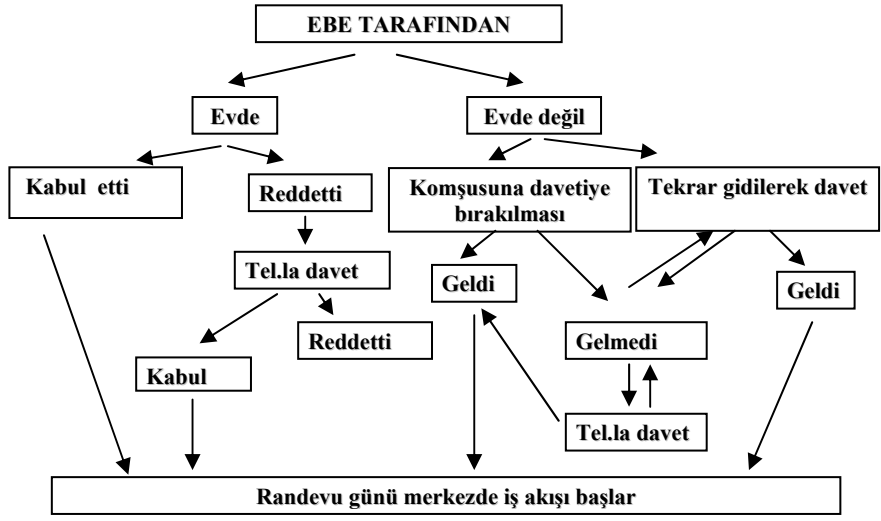 EBE TARAFINDAN
Evde
Evde değil
Kabul etti
Reddetti
Komşusuna davetiye
bırakılması
Tekrar gidilerek davet
Tel.la davet
Geldi
Geldi
Reddetti
Gelmedi
Kabul
Tel.la davet
Randevu günü merkezde iş akışı başlar